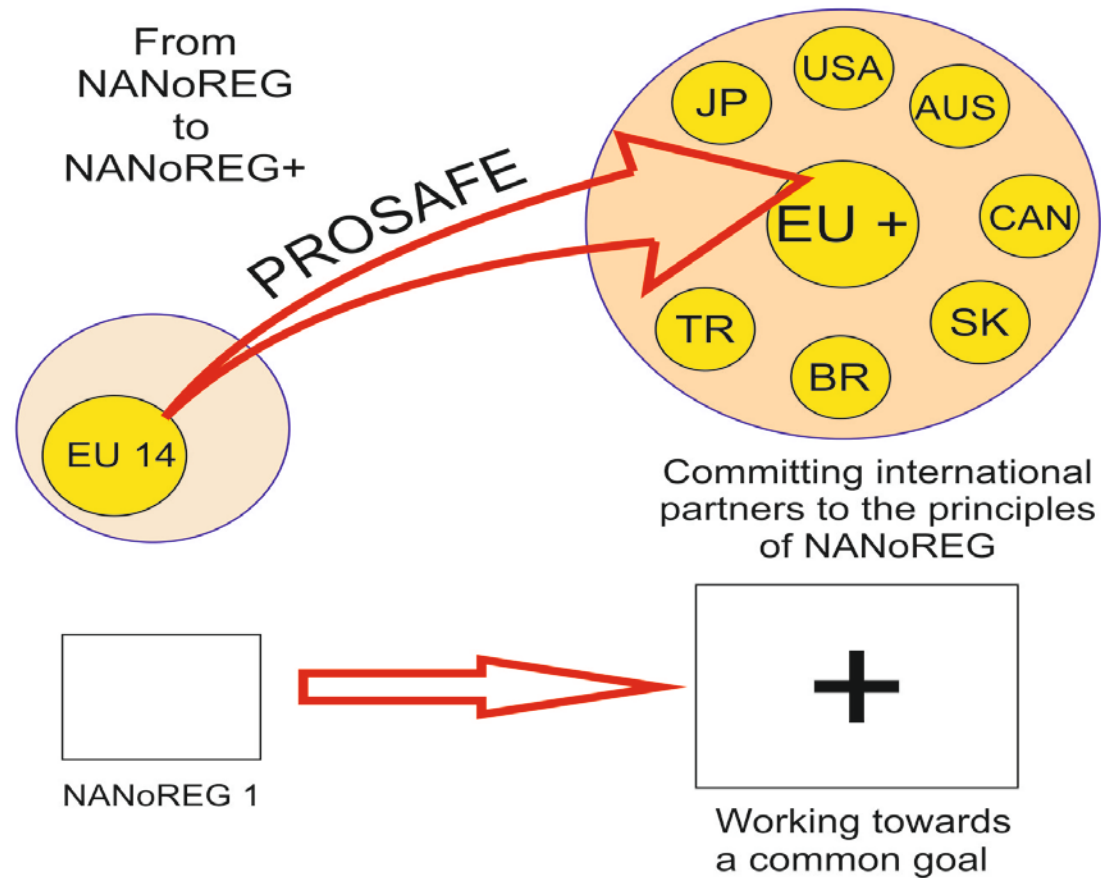 From
NANoREG
to
NANoREG+
PROSAFE
USA
JP
AUS
EU +
CAN
TR
SK
BR
EU 14
Committing international
partners to the principles
of NANoREG
+
NANoREG 1
Working towards
a common goal